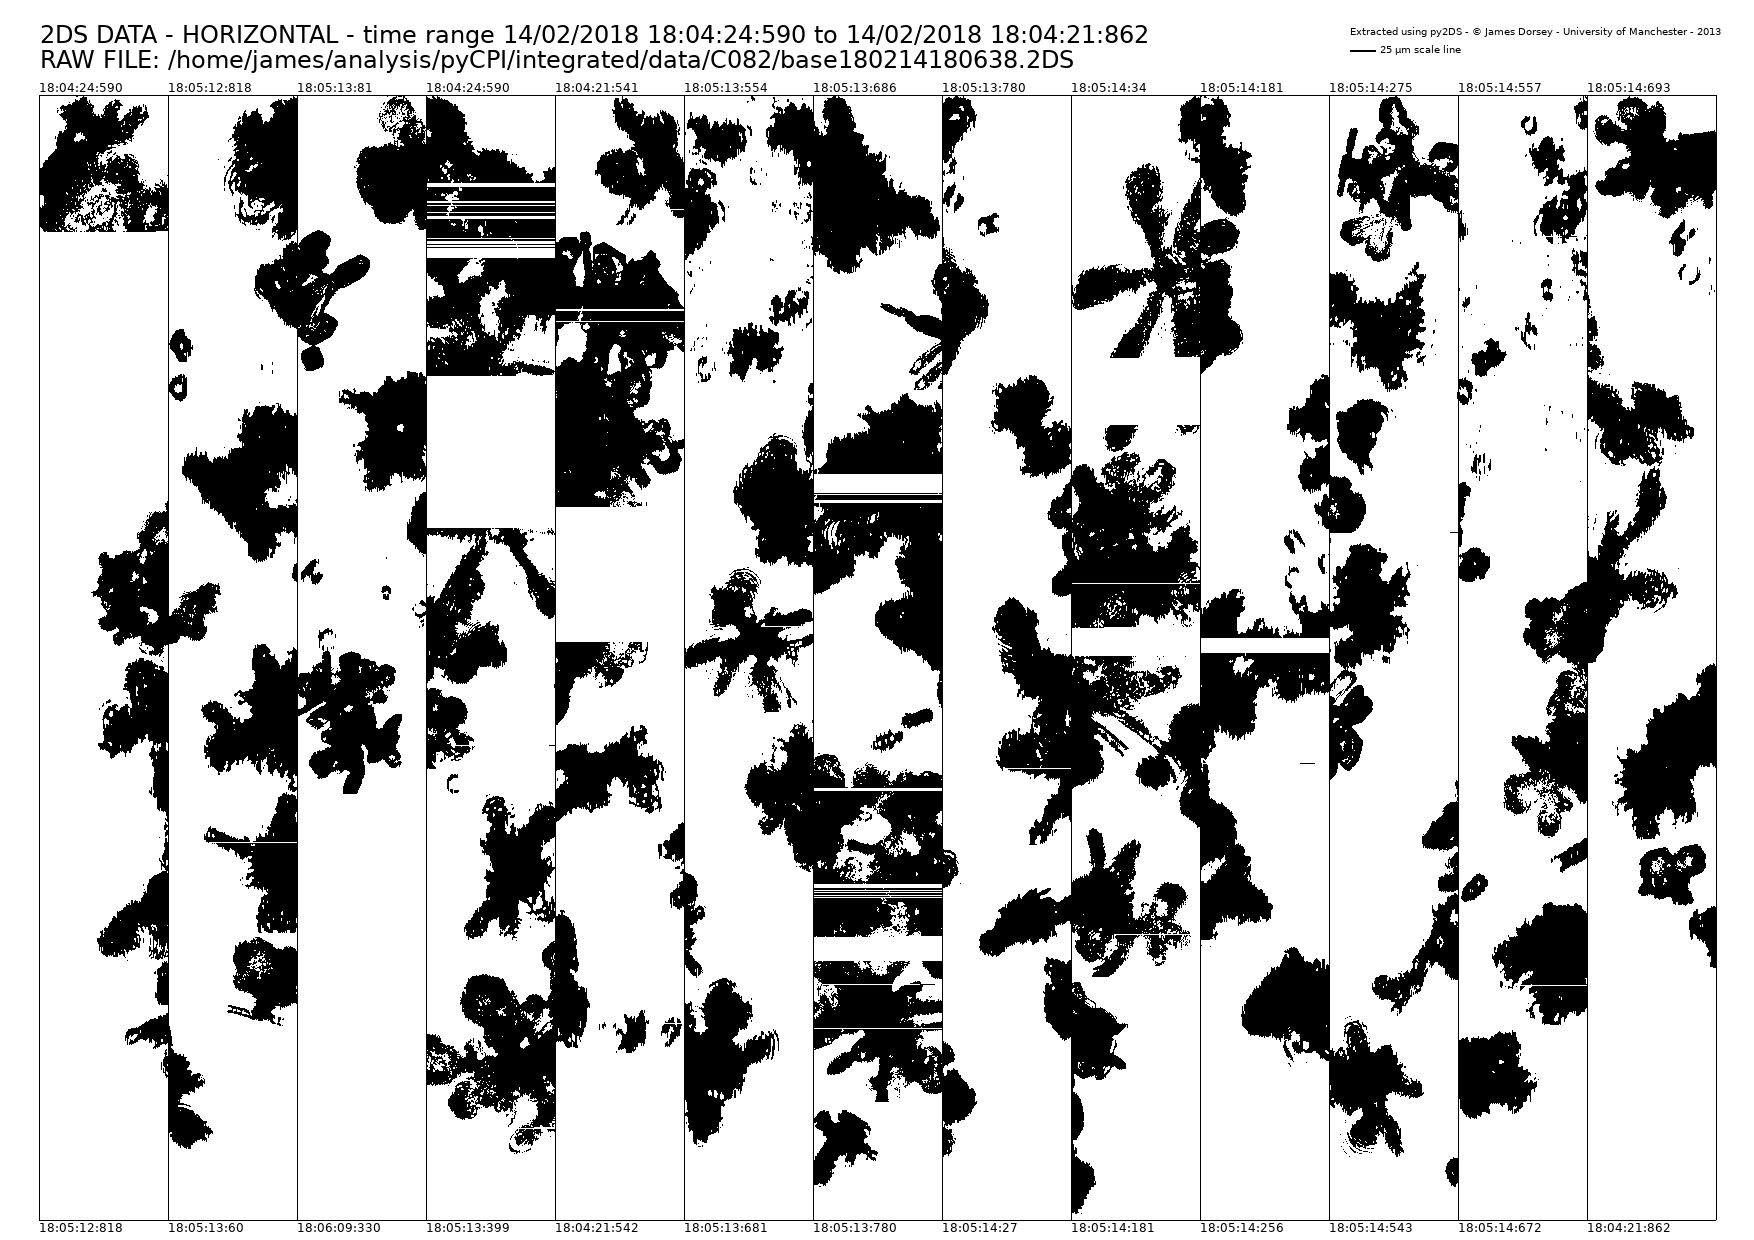 2DS DATA - HORIZONTAL - time range 14/02/2018 18:04:24:590 to 14/02/2018 18:04:21:862
RAW FILE: /home/james/analysis/pyCPI/integrated/data/C082/base180214180638.2DS
Extracted using py2DS - © James Dorsey - University of Manchester - 2013
25 µm scale line
18:04:24:590 18:05:12:818 18:05:13:81 18:04:24:590 18:04:21:541 18:05:13:554 18:05:13:686 18:05:13:780 18:05:14:34 18:05:14:181 18:05:14:275 18:05:14:557 18:05:14:693
18:05:12:818 18:05:13:60 18:06:09:330 18:05:13:399 18:04:21:542 18:05:13:681 18:05:13:780 18:05:14:27 18:05:14:181 18:05:14:256 18:05:14:543 18:05:14:672 18:04:21:862